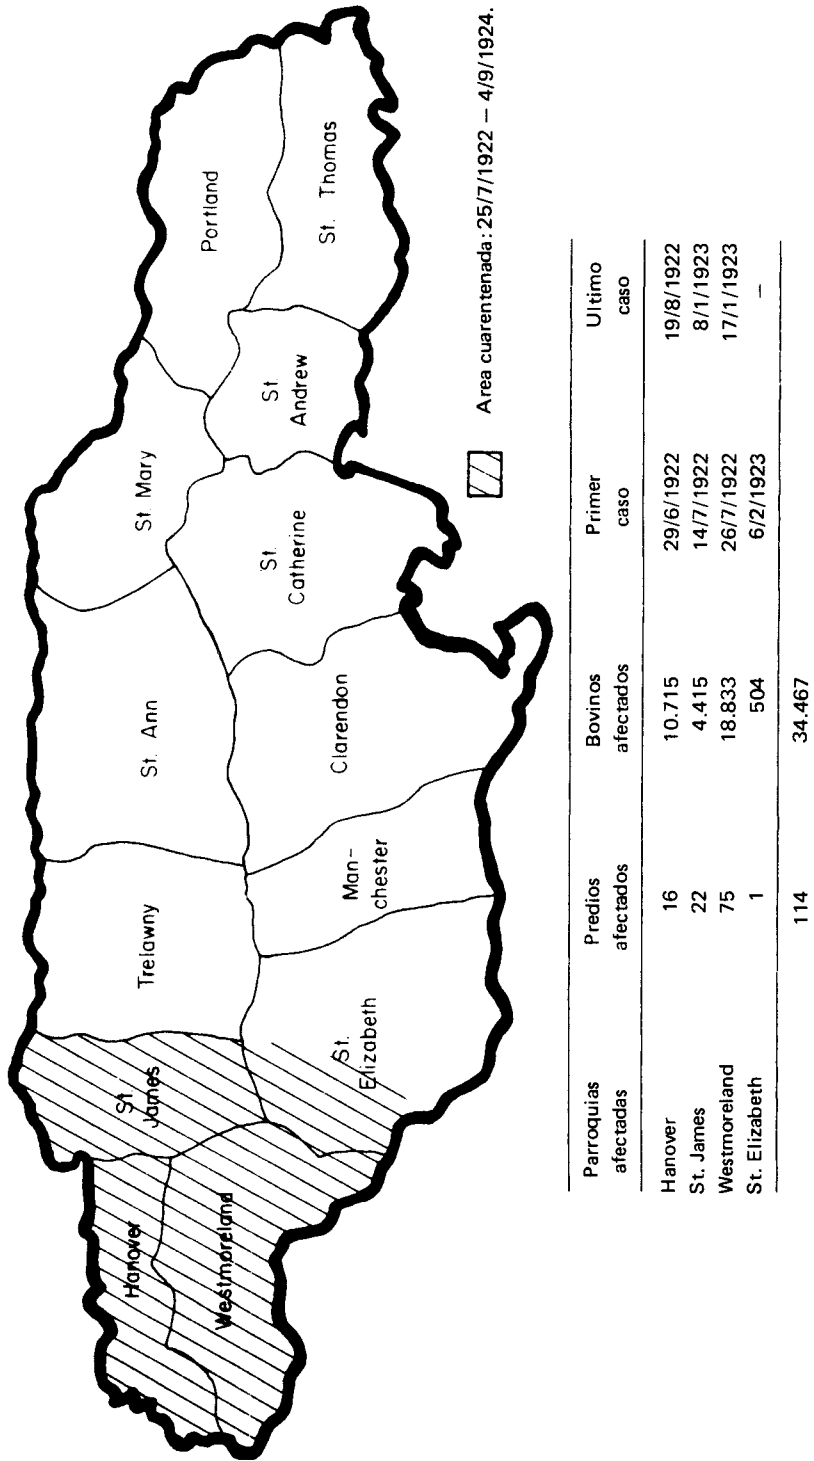 Portland
St. Thomas
St. Mary
St
Andrew
St. Ann
St.
Catherine
Trelawny
Clarendon
Man-
chester
St
James
St.
Elizabeth
Hanover
Westmoreland
Area cuarentenada: 25/7/1922 – 4/9/1924.
Parroquias Predios Bovinos Primer Ultimo
afectadas afectados afectados caso caso
Hanover 16 10.715 29/6/1922 19/8/1922
St. James 22 4.415 14/7/1922 8/1/1923
Westmoreland 75 18.833 26/7/1922 17/1/1923
St. Elizabeth 1 504 6/2/1923 –
114 34.467